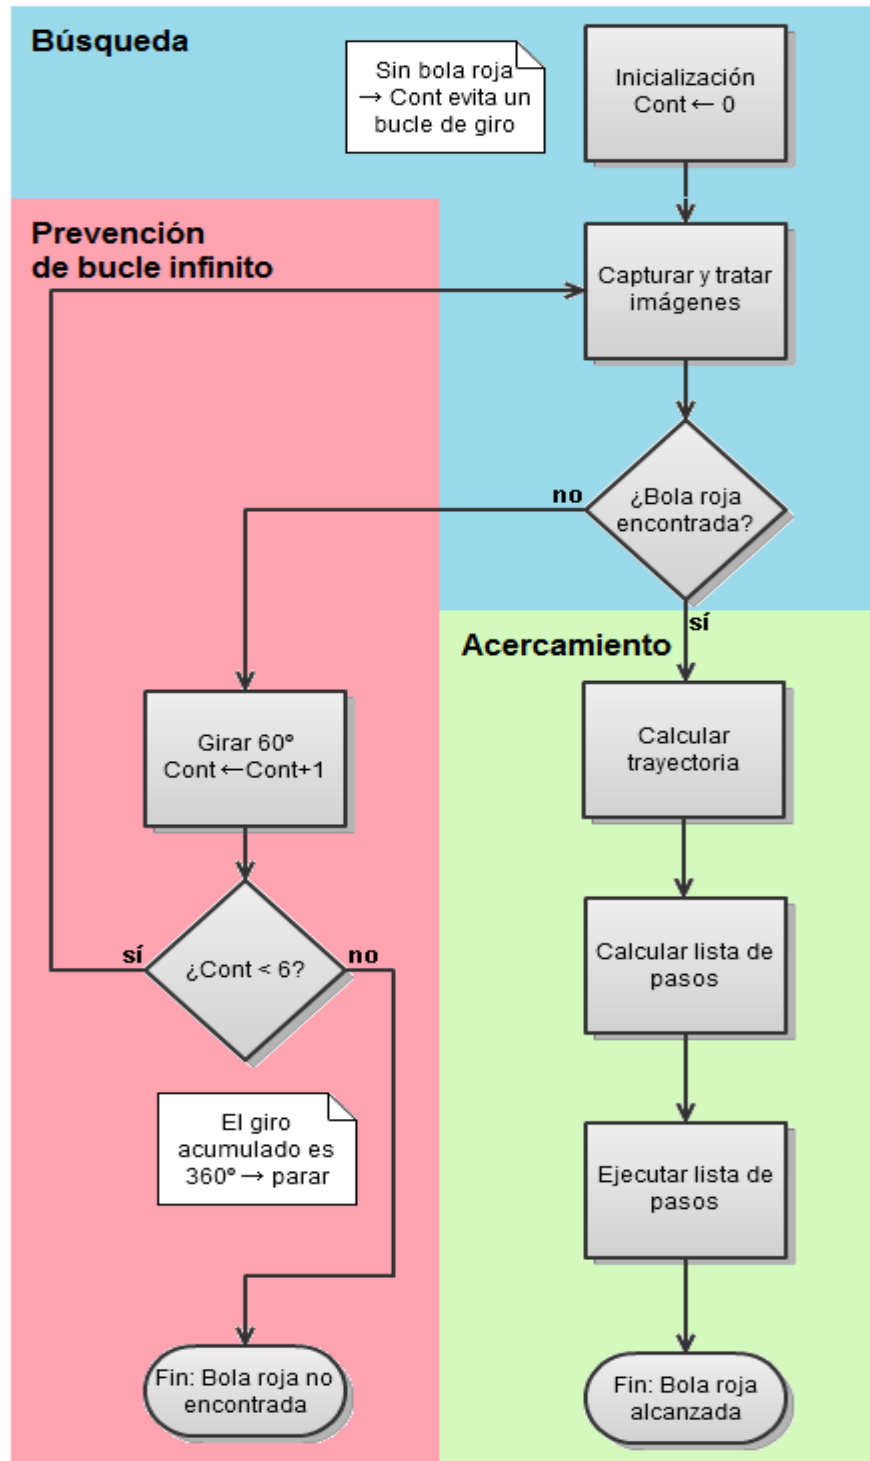 Búsqueda
Sin bola roja
→ Cont evita un
bucle de giro
Inicialización
Cont ← 0
Prevención
de bucle infinito
Capturar y tratar
imágenes
¿Bola roja
encontrada?
no
sí
Acercamiento
Girar 60º
Cont ←Cont+1
Calcular
trayectoria
¿Cont < 6?
sí
no
Calcular lista de
pasos
El giro
acumulado es
360º → parar
Ejecutar lista de
pasos
Fin: Bola roja no
encontrada
Fin: Bola roja
alcanzada